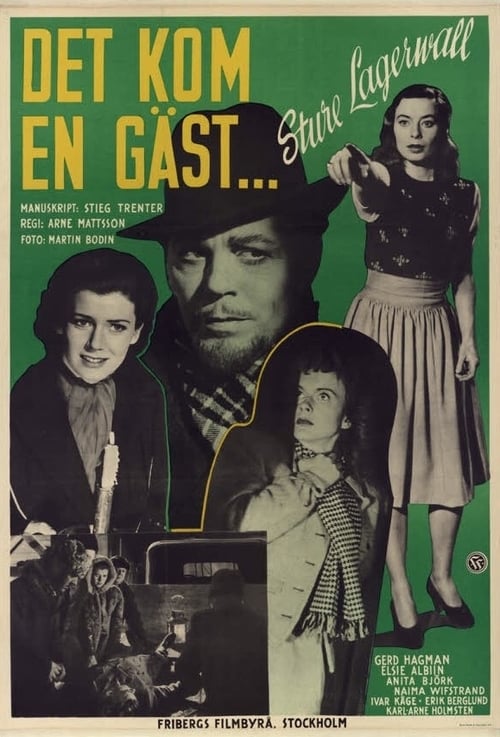 DET KOM
EN GÄST...
Sture Lagerwall
MANUSKRIPT: STIEG TRENTER
REGI: ARNE MATTSSON
FOTO: MARTIN BODIN
GERD HAGMAN
ELSIE ALBIIN
ANITA BJÖRK
NAIMA WIFSTRAND
IVAR KÅGE - ERIK BERGLUND
KARL-ARNE HOLMSTEN
FRIBERGS FILMBYRÅ, STOCKHOLM